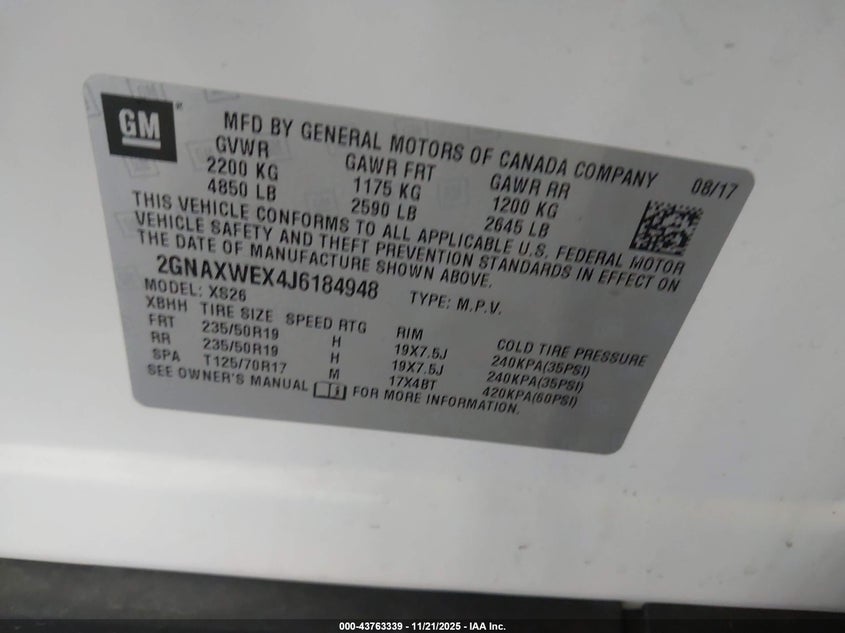 GM
MFD BY GENERAL MOTORS OF CANADA COMPANY 08/17
GVWR GAWR FRT GAWR RR
2200 KG 1175 KG 1200 KG
4850 LB 2590 LB 2645 LB
THIS VEHICLE CONFORMS TO ALL APPLICABLE U.S. FEDERAL MOTOR
VEHICLE SAFETY AND THEFT PREVENTION STANDARDS IN EFFECT ON
THE DATE OF MANUFACTURE SHOWN ABOVE.
2GNAXWEX4J6184948 TYPE: M.P.V.
MODEL: XS26
XBHH TIRE SIZE SPEED RTG RIM COLD TIRE PRESSURE
FRT 235/50R19 H 19X7.5J 240KPA(35PSI)
RR 235/50R19 H 19X7.5J 240KPA(35PSI)
SPA T125/70R17 M 17X4BT 420KPA(60PSI)
SEE OWNER'S MANUAL FOR MORE INFORMATION.
000-43763339 - 11/21/2025 - IAA Inc.